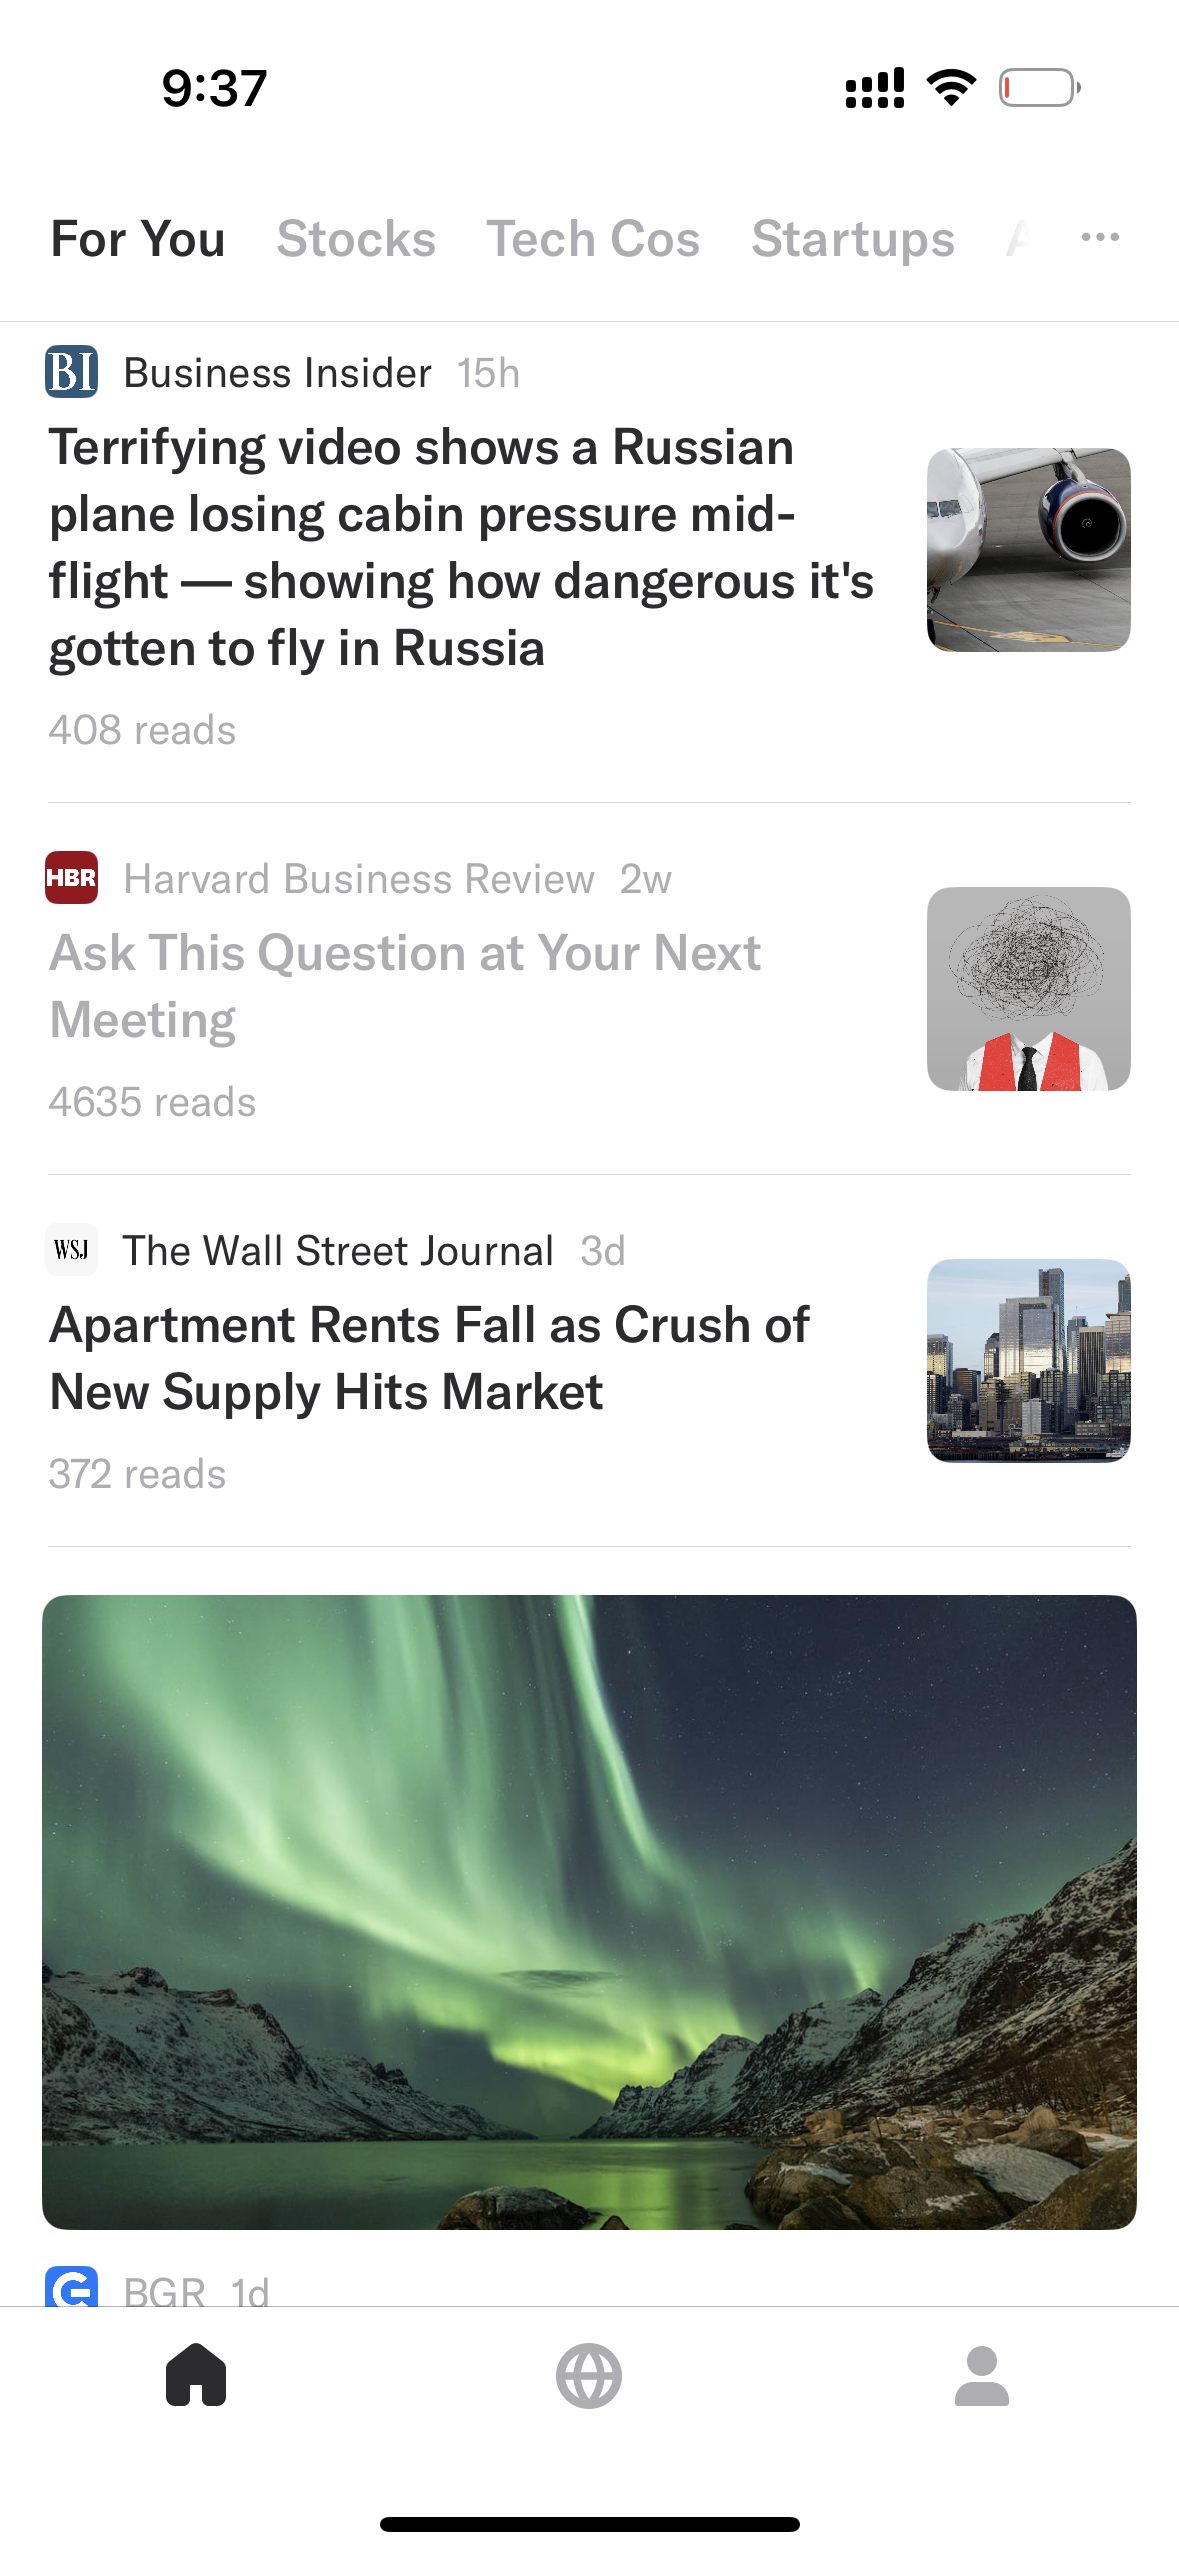 9:37
For You Stocks Tech Cos Startups A
BI Business Insider 15h
Terrifying video shows a Russian
plane losing cabin pressure mid-
flight — showing how dangerous it's
gotten to fly in Russia
408 reads
HBR Harvard Business Review 2w
Ask This Question at Your Next
Meeting
4635 reads
WSJ The Wall Street Journal 3d
Apartment Rents Fall as Crush of
New Supply Hits Market
372 reads
BGR 1d